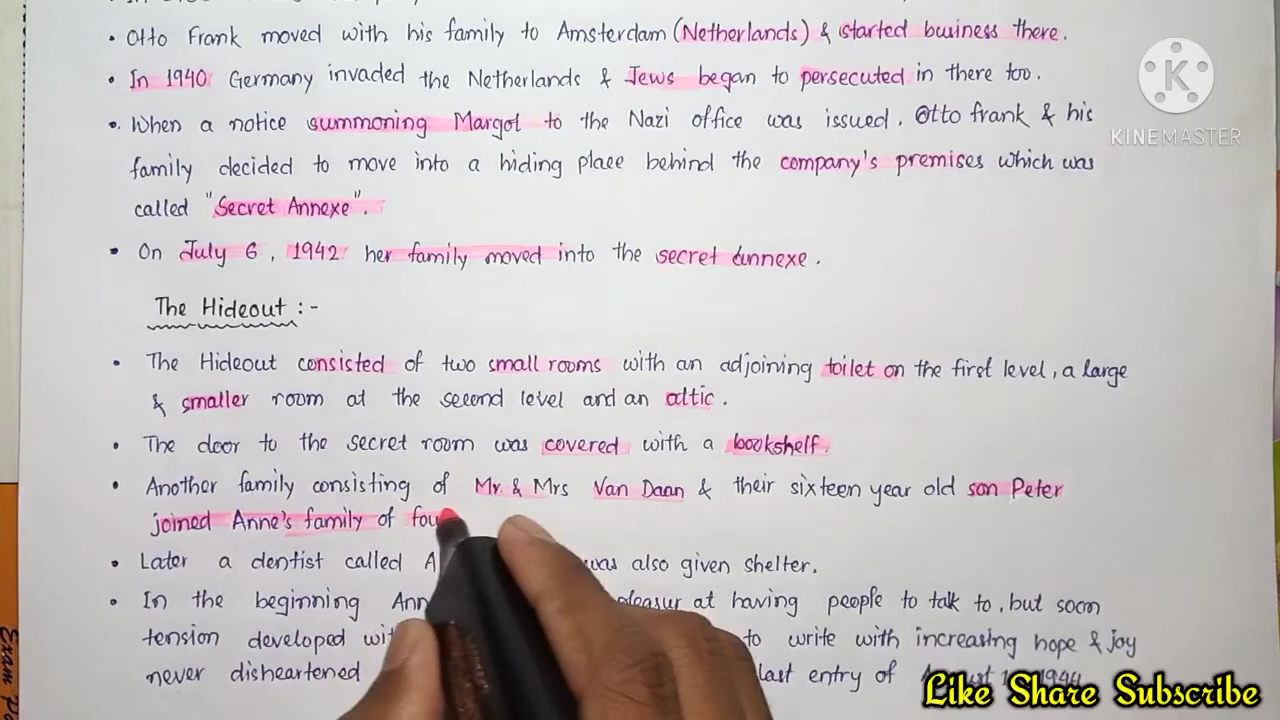 • Otto Frank moved with his family to Amsterdam (Netherlands) & started business there.
• In 1940 Germany invaded the Netherlands & Jews began to persecuted in there too.
• When a notice summoning Margot to the Nazi office was issued. Otto frank & his
family decided to move into a hiding place behind the company's premises which was
called "Secret Annexe".
• On July 6, 1942 her family moved into the secret Annexe.
The Hideout :-
• The Hideout consisted of two small rooms with an adjoining toilet on the first level, a large
& smaller room at the second level and an attic.
• The door to the secret room was covered with a bookshelf.
• Another family consisting of Mr. & Mrs Van Daan & their sixteen year old son Peter
joined Anne's family of fou
• Later a dentist called A was also given shelter.
• In the beginning Ann pleasur at having people to talk to, but soon
tension developed wit to write with increasing hope & joy
never disheartened last entry of
KINEMASTER
Like Share Subscribe